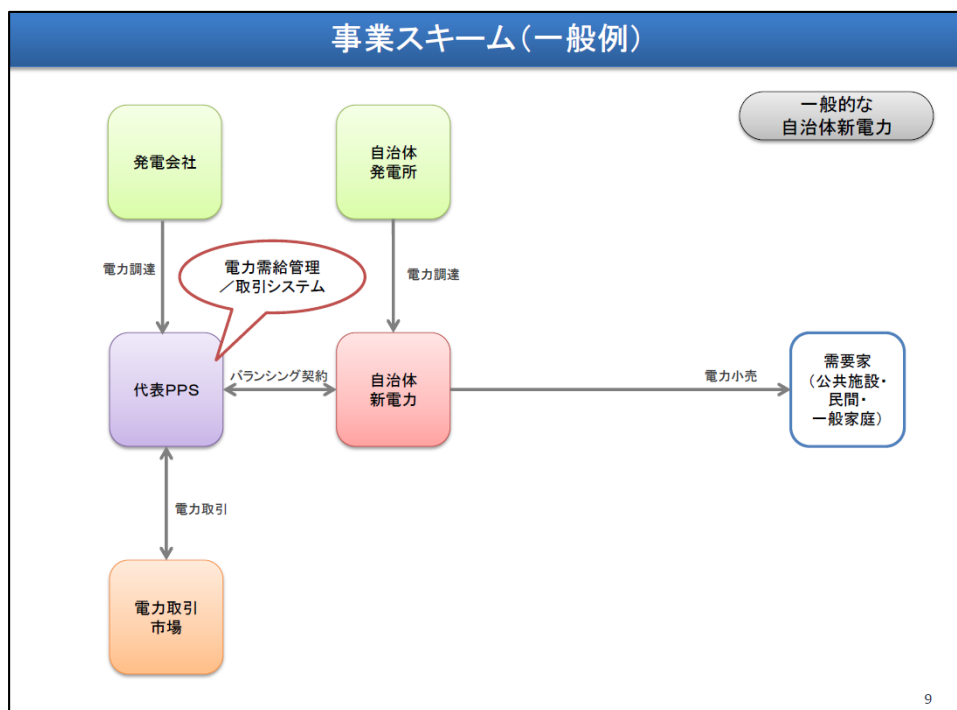 事業スキーム(一般例)
一般的な
自治体新電力
発電会社
自治体
発電所
電力調達
電力需給管理
／取引システム
電力調達
代表PPS
バランシング契約
自治体
新電力
電力小売
需要家
(公共施設・
民間・
一般家庭)
電力取引
電力取引
市場
9